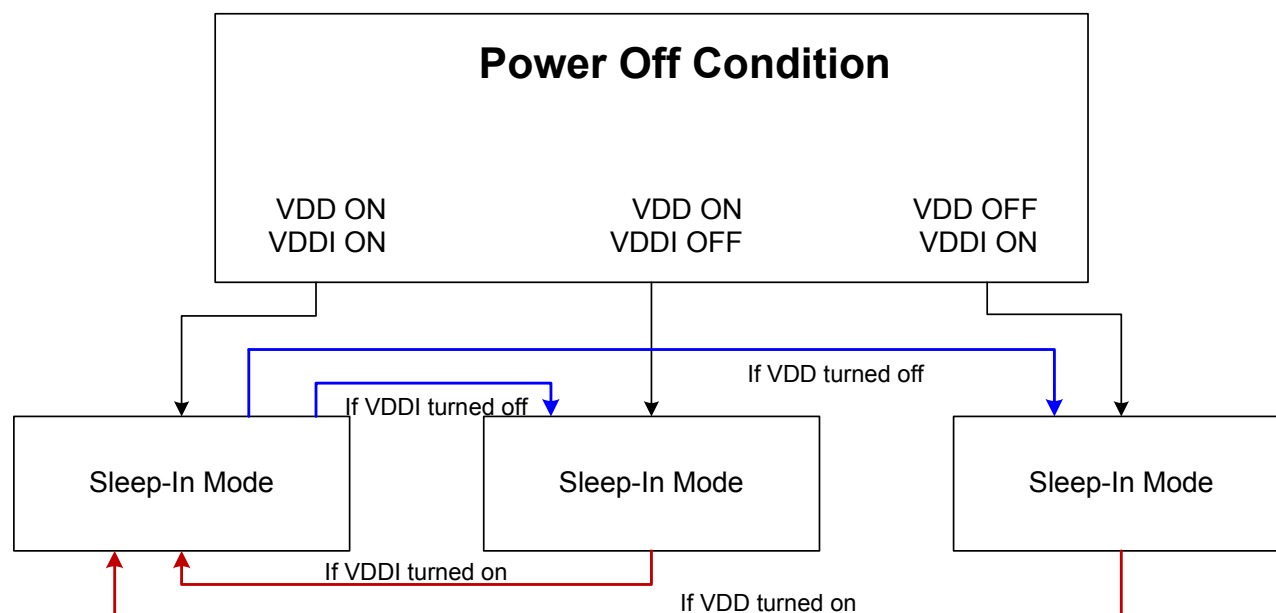 Power Off Condition
VDD ON
VDDI ON
VDD ON
VDDI OFF
VDD OFF
VDDI ON
If VDD turned off
If VDDI turned off
Sleep-In Mode
Sleep-In Mode
Sleep-In Mode
If VDDI turned on
If VDD turned on